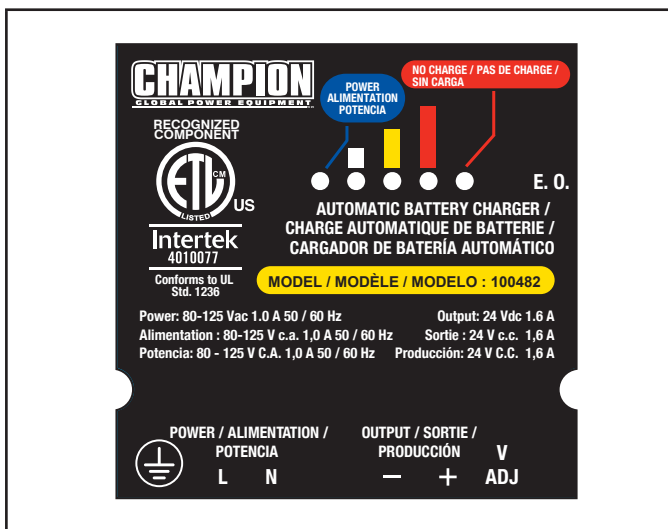 CHAMPION
GLOBAL POWER EQUIPMENT
RECOGNIZED
COMPONENT
ETL
CM
LISTED
US
Intertek
4010077
Conforms to UL
Std. 1236
POWER
ALIMENTATION
POTENCIA
NO CHARGE / PAS DE CHARGE /
SIN CARGA
E. O.
AUTOMATIC BATTERY CHARGER /
CHARGE AUTOMATIQUE DE BATTERIE /
CARGADOR DE BATERÍA AUTOMÁTICO
MODEL / MODÈLE / MODELO : 100482
Power: 80-125 Vac 1.0 A 50 / 60 Hz Output: 24 Vdc 1.6 A
Alimentation : 80-125 V c.a. 1,0 A 50 / 60 Hz Sortie : 24 V c.c. 1,6 A
Potencia: 80 - 125 V C.A. 1,0 A 50 / 60 Hz Producción: 24 V C.C. 1,6 A
POWER / ALIMENTATION /
POTENCIA
L N
OUTPUT / SORTIE /
PRODUCCIÓN
– +
V
ADJ